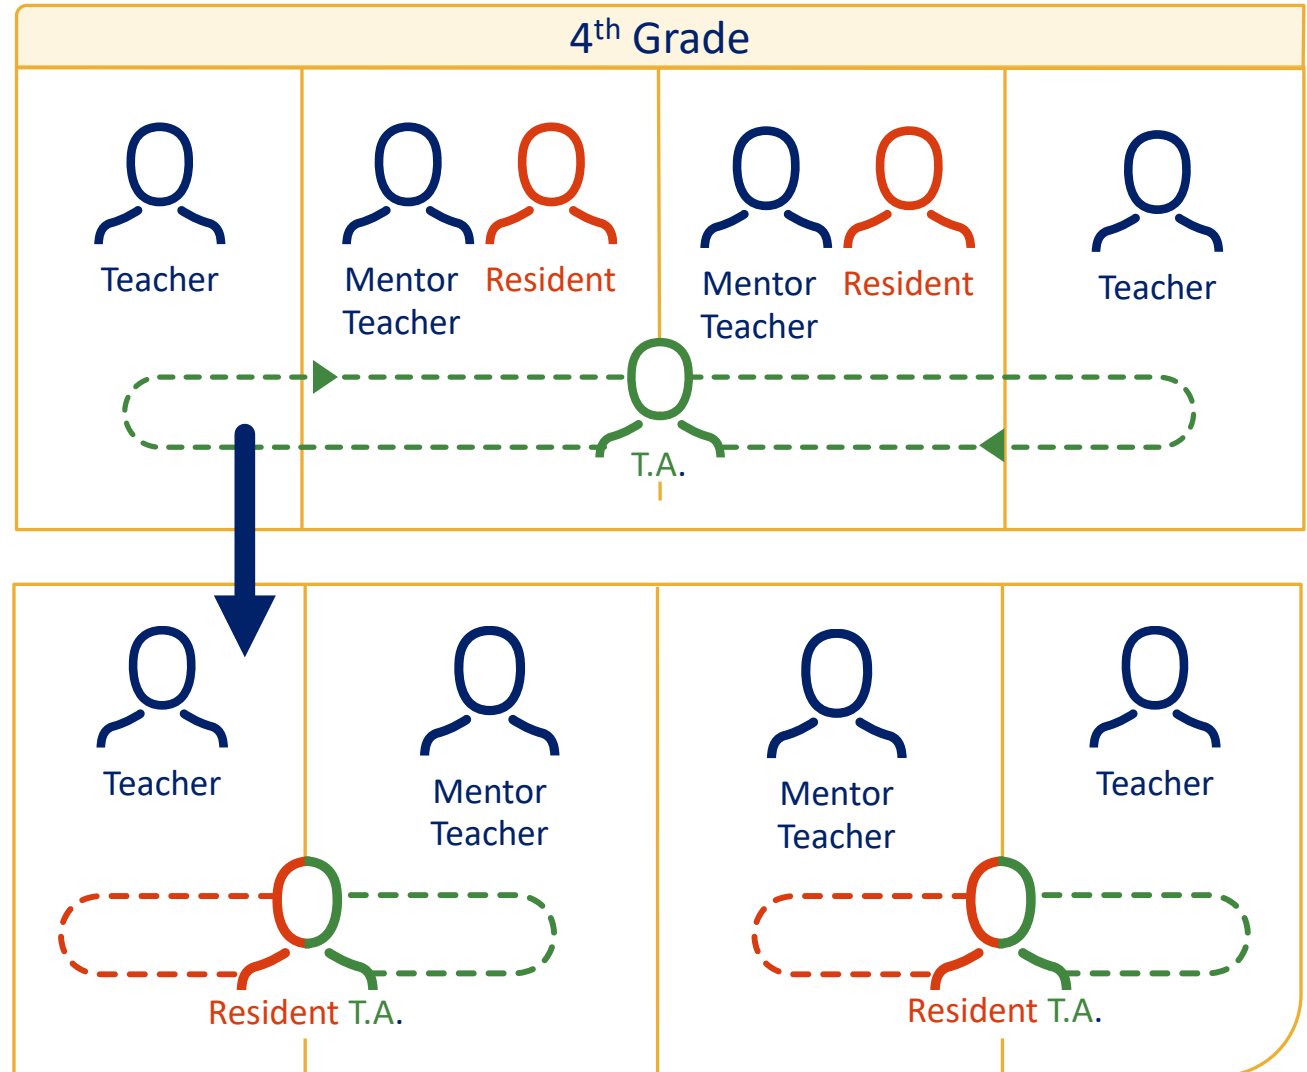 4th Grade
Teacher
Mentor
Teacher
Resident
Mentor
Teacher
Resident
Teacher
T.A.
Teacher
Mentor
Teacher
Mentor
Teacher
Teacher
Resident T.A.
Resident T.A.